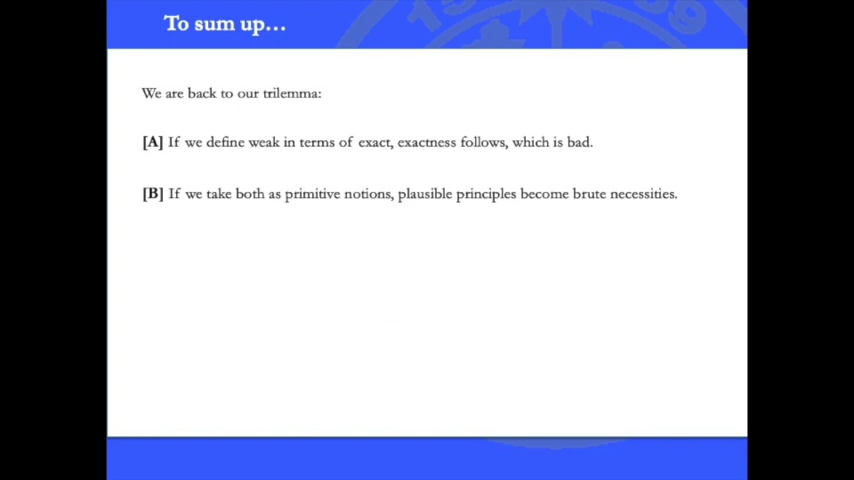 To sum up...
We are back to our trilemma:
[A] If we define weak in terms of exact, exactness follows, which is bad.
[B] If we take both as primitive notions, plausible principles become brute necessities.